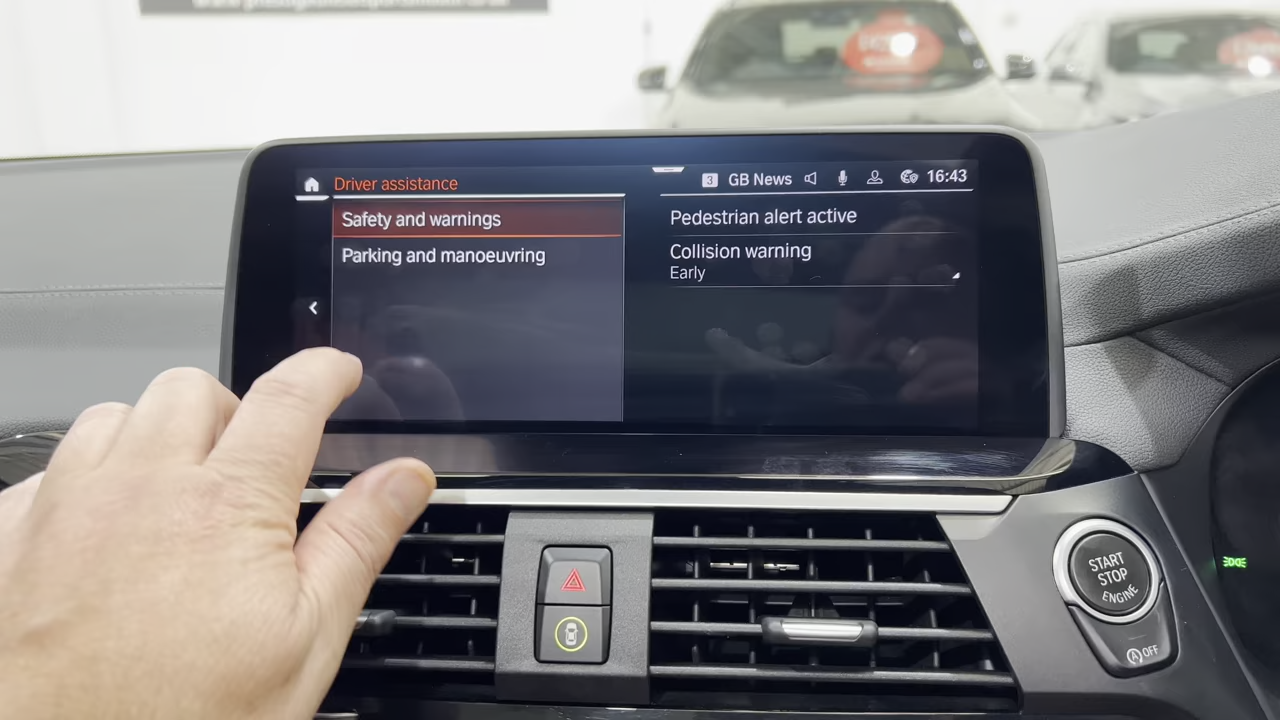 Driver assistance
3 GB News 16:43
Safety and warnings
Parking and manoeuvring
Pedestrian alert active
Collision warning
Early
START
STOP
ENGINE
OFF